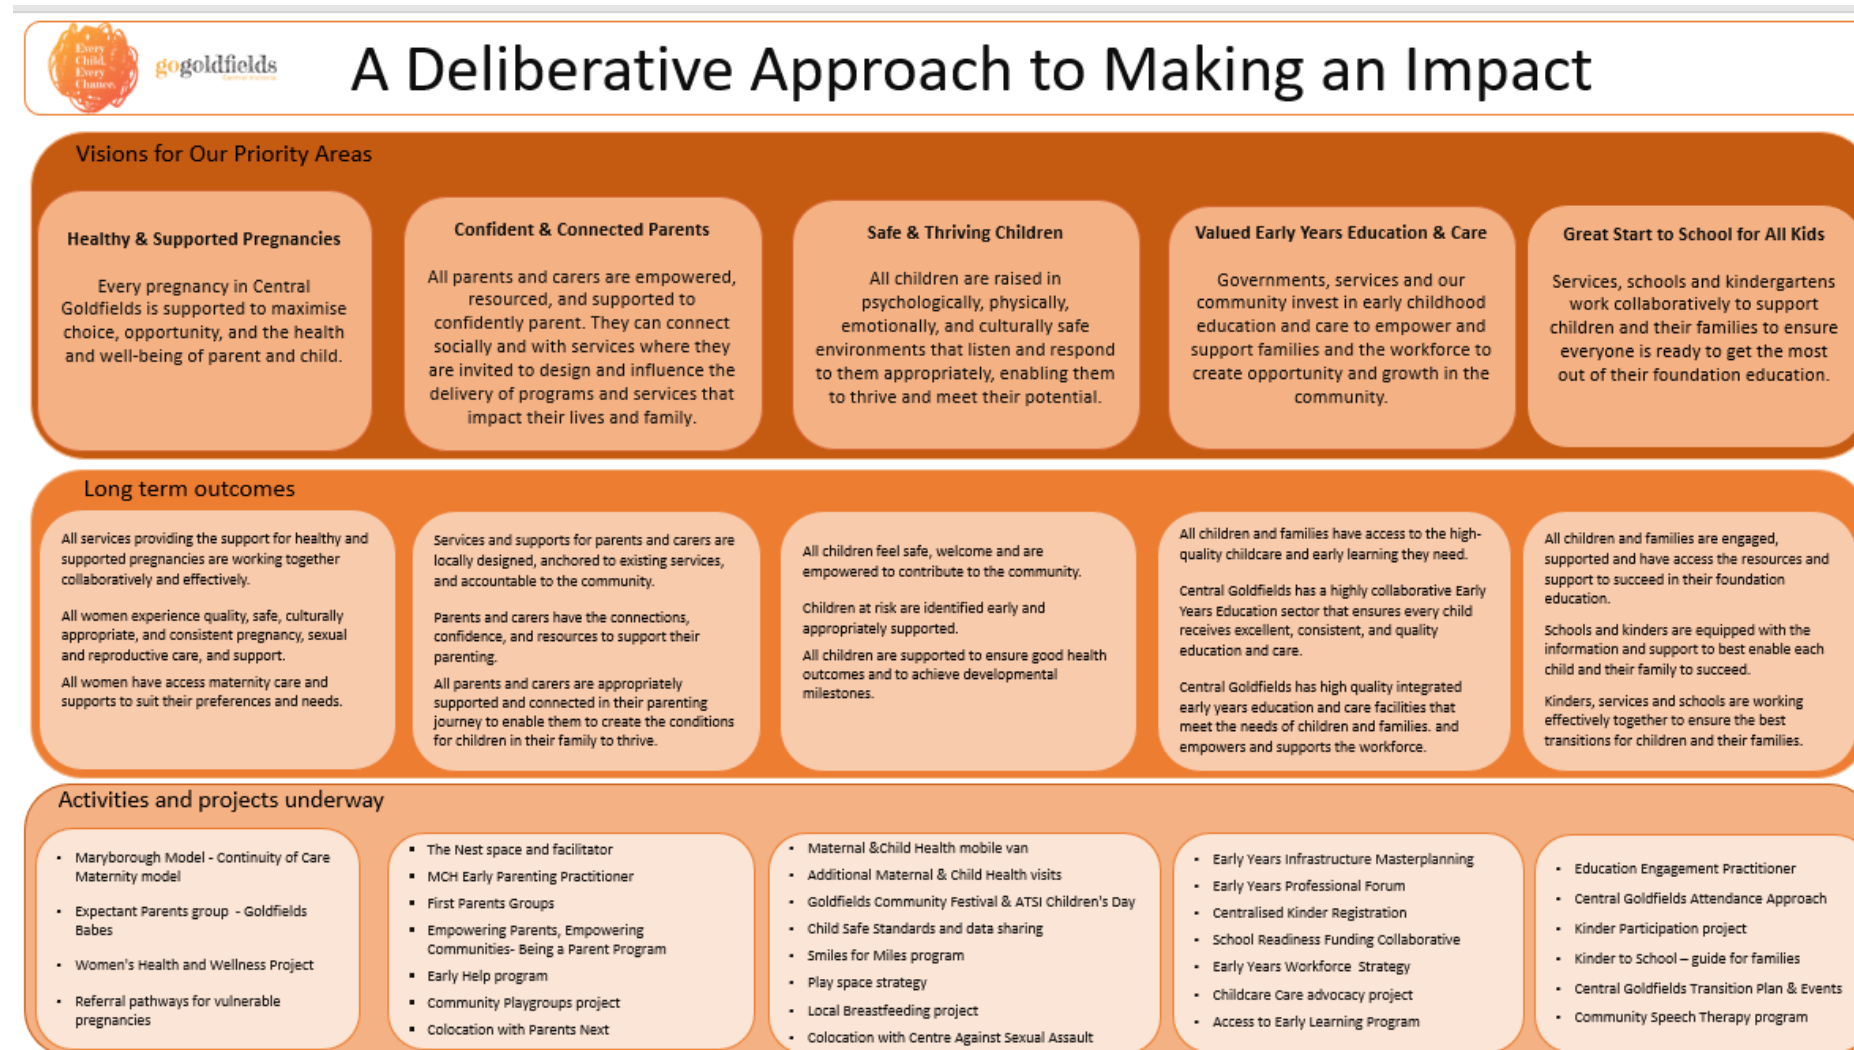 Every
Child,
Every
Chance.
gogoldfields
Central Victoria
A Deliberative Approach to Making an Impact
Visions for Our Priority Areas
Healthy & Supported Pregnancies
Every pregnancy in Central
Goldfields is supported to maximise
choice, opportunity, and the health
and well-being of parent and child.
Confident & Connected Parents
All parents and carers are empowered,
resourced, and supported to
confidently parent. They can connect
socially and with services where they
are invited to design and influence the
delivery of programs and services that
impact their lives and family.
Safe & Thriving Children
All children are raised in
psychologically, physically,
emotionally, and culturally safe
environments that listen and respond
to them appropriately, enabling them
to thrive and meet their potential.
Valued Early Years Education & Care
Governments, services and our
community invest in early childhood
education and care to empower and
support families and the workforce to
create opportunity and growth in the
community.
Great Start to School for All Kids
Services, schools and kindergartens
work collaboratively to support
children and their families to ensure
everyone is ready to get the most
out of their foundation education.
Long term outcomes
All services providing the support for healthy and
supported pregnancies are working together
collaboratively and effectively.
All women experience quality, safe, culturally
appropriate, and consistent pregnancy, sexual
and reproductive care, and support.
All women have access maternity care and
supports to suit their preferences and needs.
Services and supports for parents and carers are
locally designed, anchored to existing services,
and accountable to the community.
Parents and carers have the connections,
confidence, and resources to support their
parenting.
All parents and carers are appropriately
supported and connected in their parenting
journey to enable them to create the conditions
for children in their family to thrive.
All children feel safe, welcome and are
empowered to contribute to the community.
Children at risk are identified early and
appropriately supported.
All children are supported to ensure good health
outcomes and to achieve developmental
milestones.
All children and families have access to the high-
quality childcare and early learning they need.
Central Goldfields has a highly collaborative Early
Years Education sector that ensures every child
receives excellent, consistent, and quality
education and care.
Central Goldfields has high quality integrated
early years education and care facilities that
meet the needs of children and families. and
empowers and supports the workforce.
All children and families are engaged,
supported and have access the resources and
support to succeed in their foundation
education.
Schools and kinders are equipped with the
information and support to best enable each
child and their family to succeed.
Kinders, services and schools are working
effectively together to ensure the best
transitions for children and their families.
Activities and projects underway
• Maryborough Model - Continuity of Care
Maternity model
• Expectant Parents group - Goldfields
Babes
• Women's Health and Wellness Project
• Referral pathways for vulnerable
pregnancies
▪ The Nest space and facilitator
▪ MCH Early Parenting Practitioner
▪ First Parents Groups
▪ Empowering Parents, Empowering
Communities- Being a Parent Program
▪ Early Help program
▪ Community Playgroups project
▪ Colocation with Parents Next
• Maternal &Child Health mobile van
• Additional Maternal & Child Health visits
• Goldfields Community Festival & ATSI Children's Day
• Child Safe Standards and data sharing
• Smiles for Miles program
• Play space strategy
• Local Breastfeeding project
• Colocation with Centre Against Sexual Assault
• Early Years Infrastructure Masterplanning
• Early Years Professional Forum
• Centralised Kinder Registration
• School Readiness Funding Collaborative
• Early Years Workforce Strategy
• Childcare Care advocacy project
• Access to Early Learning Program
• Education Engagement Practitioner
• Central Goldfields Attendance Approach
• Kinder Participation project
• Kinder to School – guide for families
• Central Goldfields Transition Plan & Events
• Community Speech Therapy program